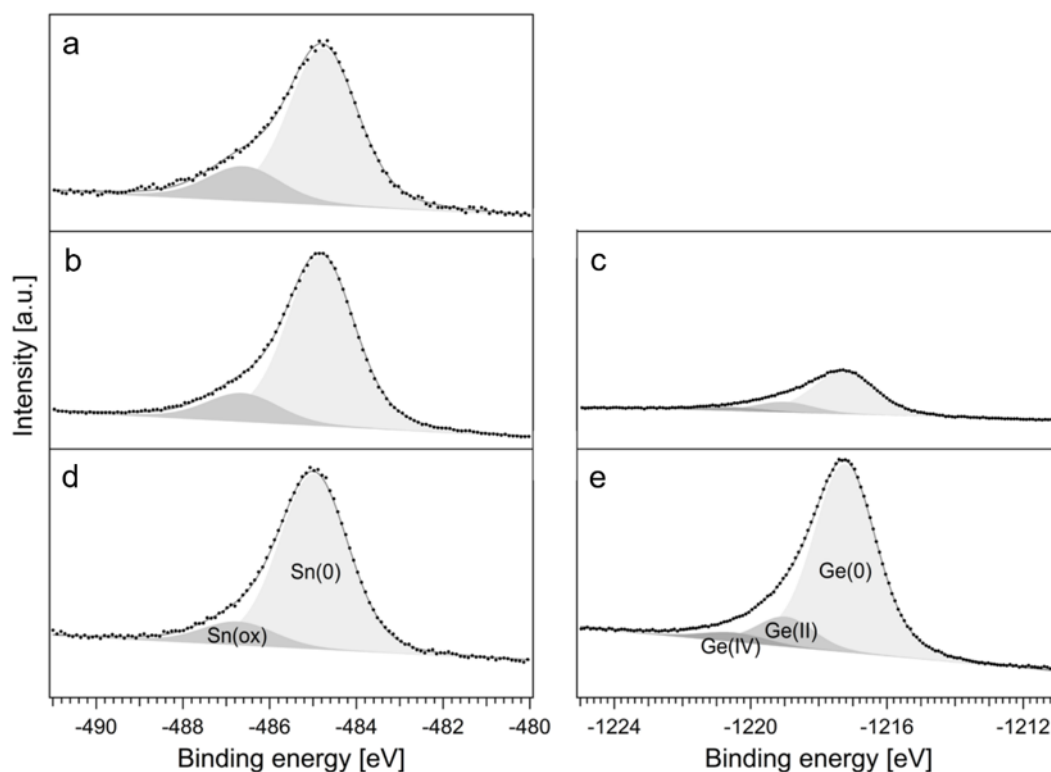 a
b
c
d
e
Sn(0)
Sn(ox)
Ge(0)
Ge(II)
Ge(IV)
Intensity [a.u.]
-490 -488 -486 -484 -482 -480
-1224 -1220 -1216 -1212
Binding energy [eV]
Binding energy [eV]